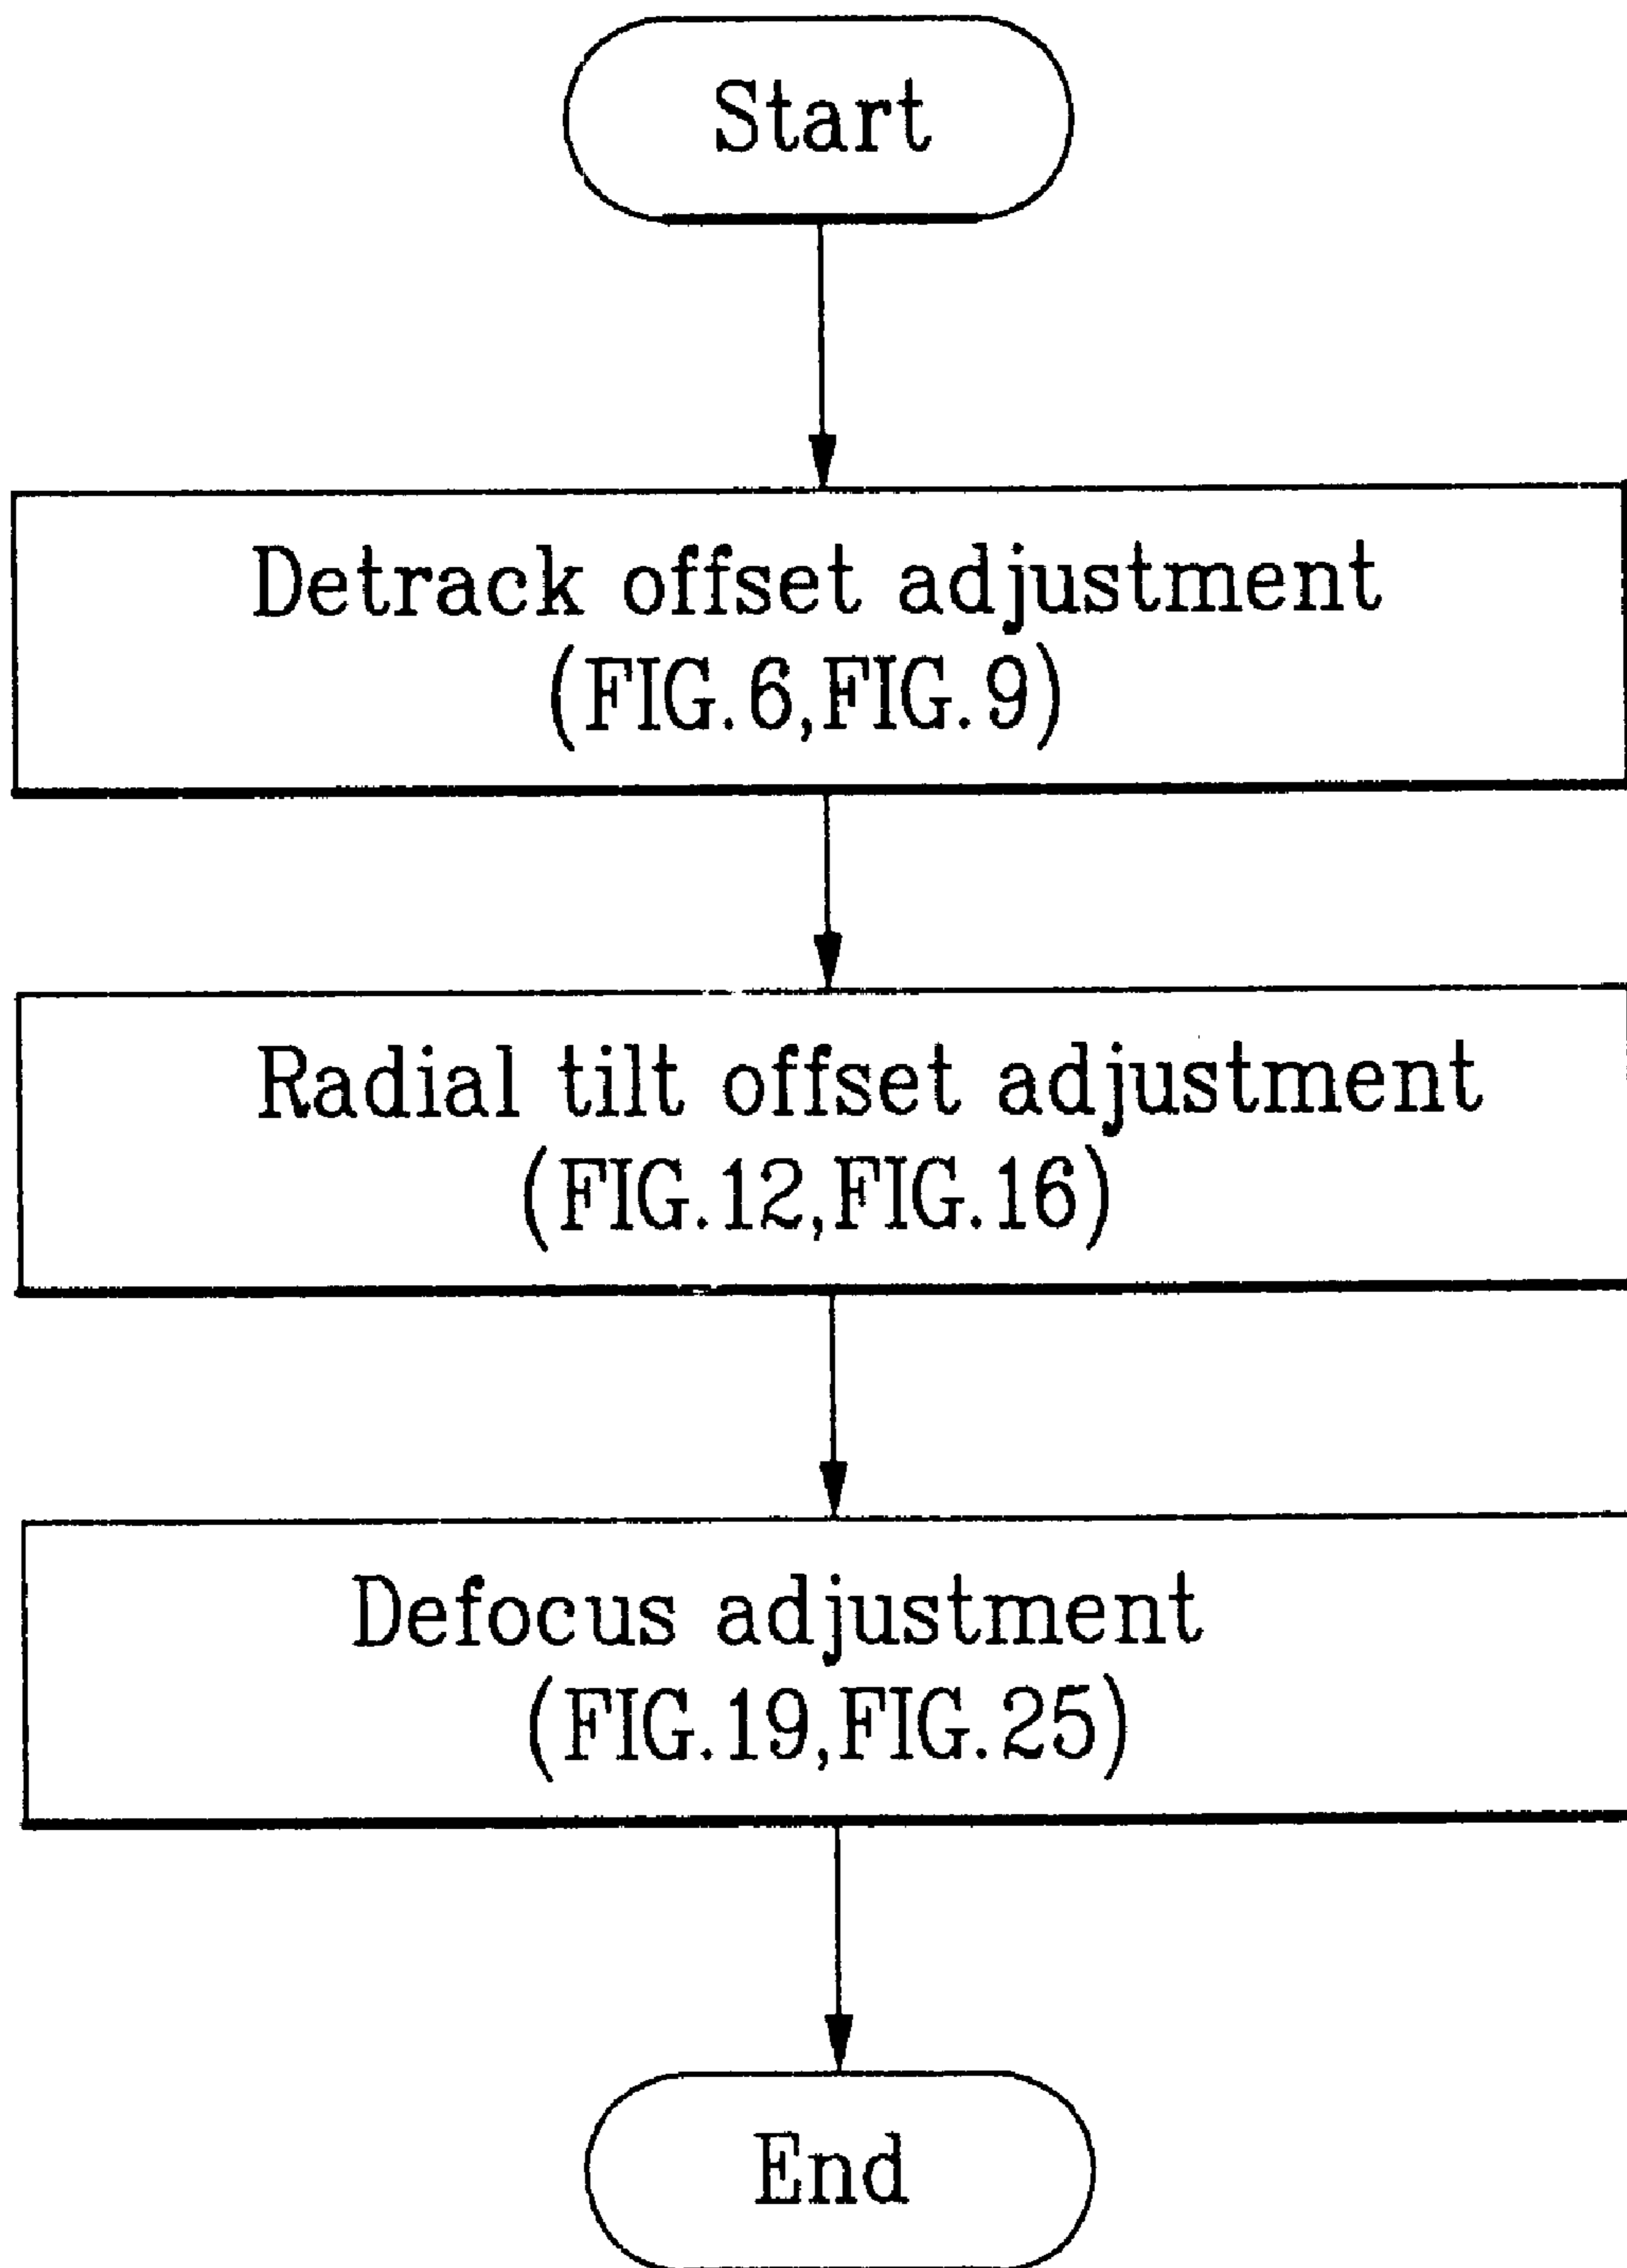 Start
Detrack offset adjustment
(FIG.6,FIG.9)
Radial tilt offset adjustment
(FIG.12,FIG.16)
Defocus adjustment
(FIG.19,FIG.25)
End